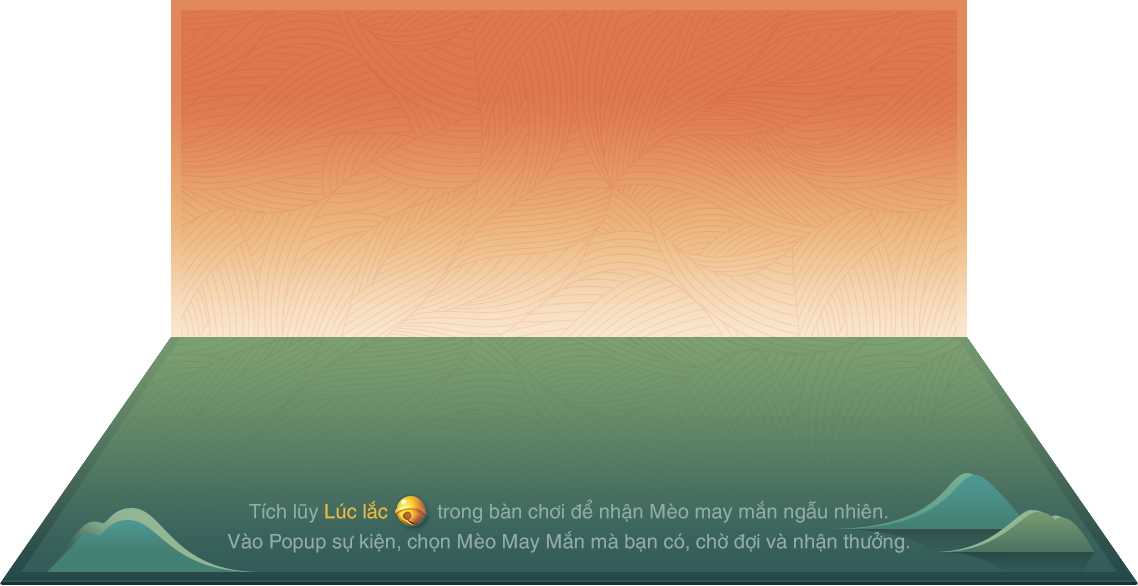 Tích lũy Lúc lắc trong bàn chơi để nhận Mèo may mắn ngẫu nhiên.
Vào Popup sự kiện, chọn Mèo May Mắn mà bạn có, chờ đợi và nhận thưởng.